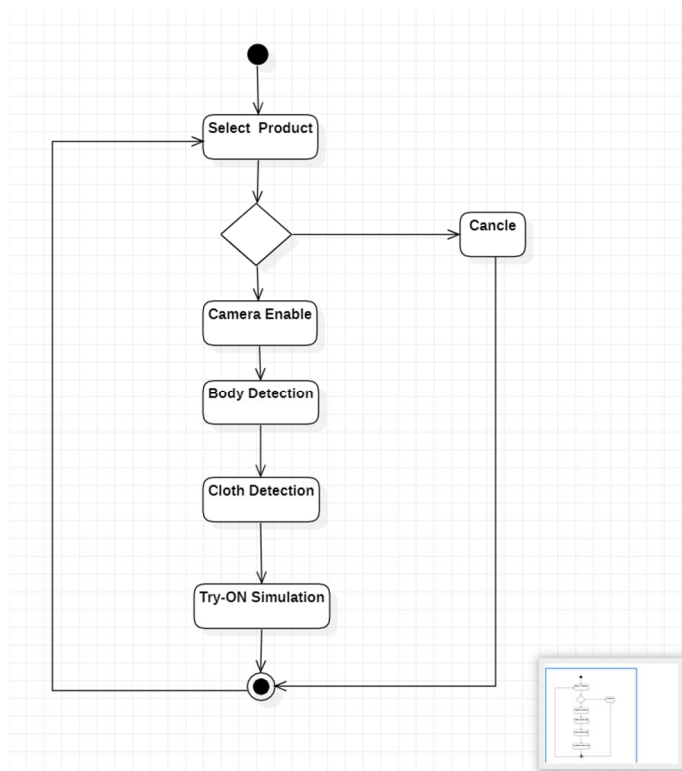 Select Product
Cancle
Camera Enable
Body Detection
Cloth Detection
Try-ON Simulation